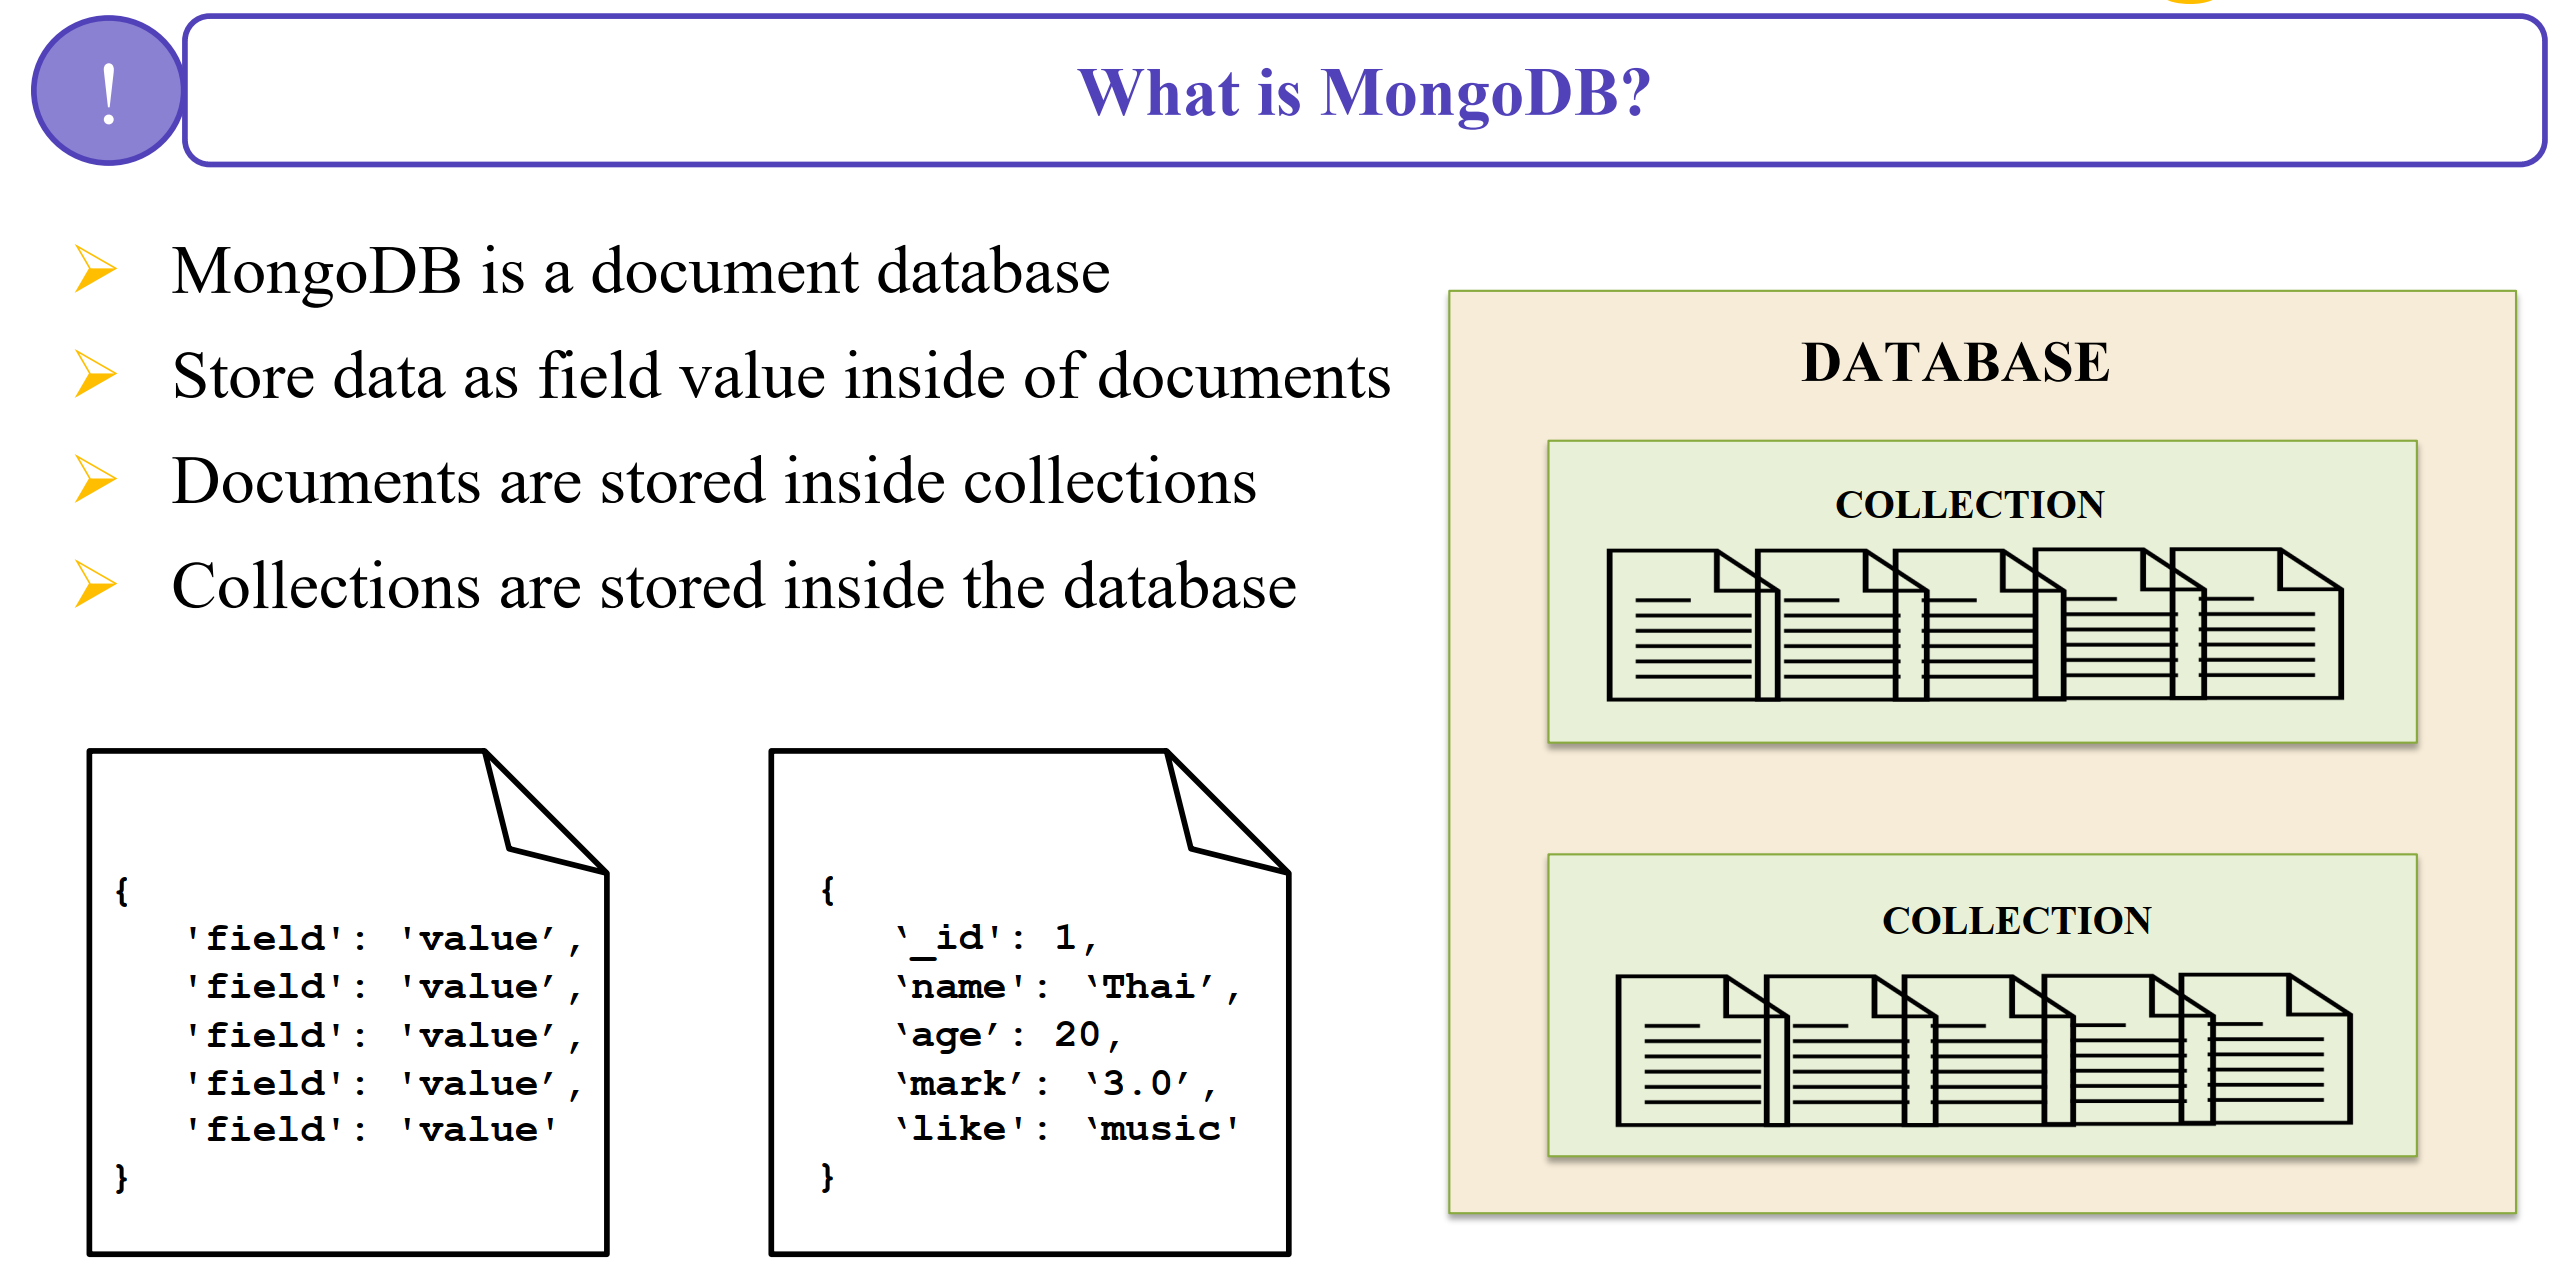 !
What is MongoDB?
MongoDB is a document database
Store data as field value inside of documents
Documents are stored inside collections
Collections are stored inside the database
{
'field': 'value’,
'field': 'value’,
'field': 'value’,
'field': 'value’,
'field': 'value'
}
{
‘_id': 1,
‘name': ‘Thai’,
‘age’: 20,
‘mark’: ‘3.0’,
‘like': ‘music'
}
DATABASE
COLLECTION
COLLECTION